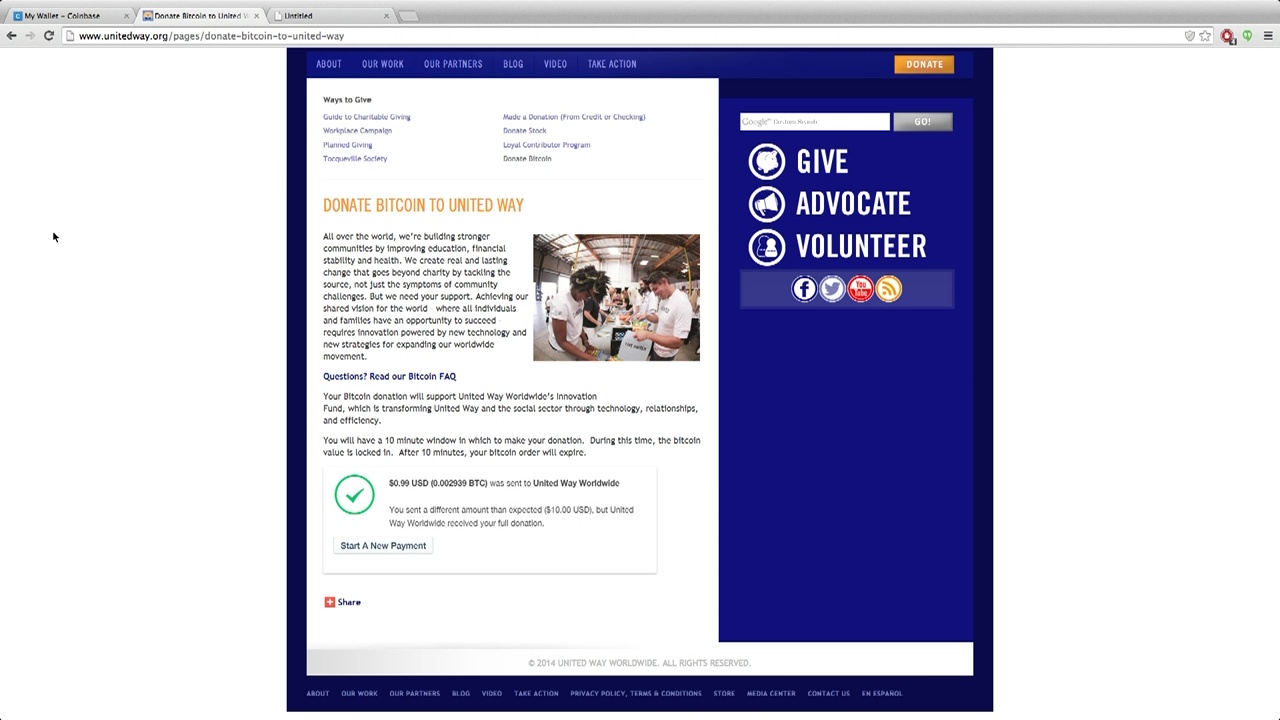 My Wallet - Coinbase
Donate Bitcoin to United W
Untitled
www.unitedway.org/pages/donate-bitcoin-to-united-way
ABOUT OUR WORK OUR PARTNERS BLOG VIDEO TAKE ACTION DONATE
Ways to Give
Guide to Charitable Giving
Made a Donation (From Credit or Checking)
Workplace Campaign
Donate Stock
Planned Giving
Loyal Contributor Program
Tocqueville Society
Donate Bitcoin
Google™ Custom Search GO!
GIVE
ADVOCATE
VOLUNTEER
You Tube
DONATE BITCOIN TO UNITED WAY
All over the world, we're building stronger
communities by improving education, financial
stability and health. We create real and lasting
change that goes beyond charity by tackling the
source, not just the symptoms of community
challenges. But we need your support. Achieving our
shared vision for the world - where all individuals
and families have an opportunity to succeed -
requires innovation powered by new technology and
new strategies for expanding our worldwide
movement.
LIVE UNITED
Questions? Read our Bitcoin FAQ
Your Bitcoin donation will support United Way Worldwide's Innovation
Fund, which is transforming United Way and the social sector through technology, relationships,
and efficiency.
You will have a 10 minute window in which to make your donation. During this time, the bitcoin
value is locked in. After 10 minutes, your bitcoin order will expire.
$0.99 USD (0.002939 BTC) was sent to United Way Worldwide
You sent a different amount than expected ($10.00 USD), but United
Way Worldwide received your full donation.
Start A New Payment
Share
© 2014 UNITED WAY WORLDWIDE. ALL RIGHTS RESERVED.
ABOUT OUR WORK OUR PARTNERS BLOG VIDEO TAKE ACTION PRIVACY POLICY, TERMS & CONDITIONS STORE MEDIA CENTER CONTACT US EN ESPAÑOL